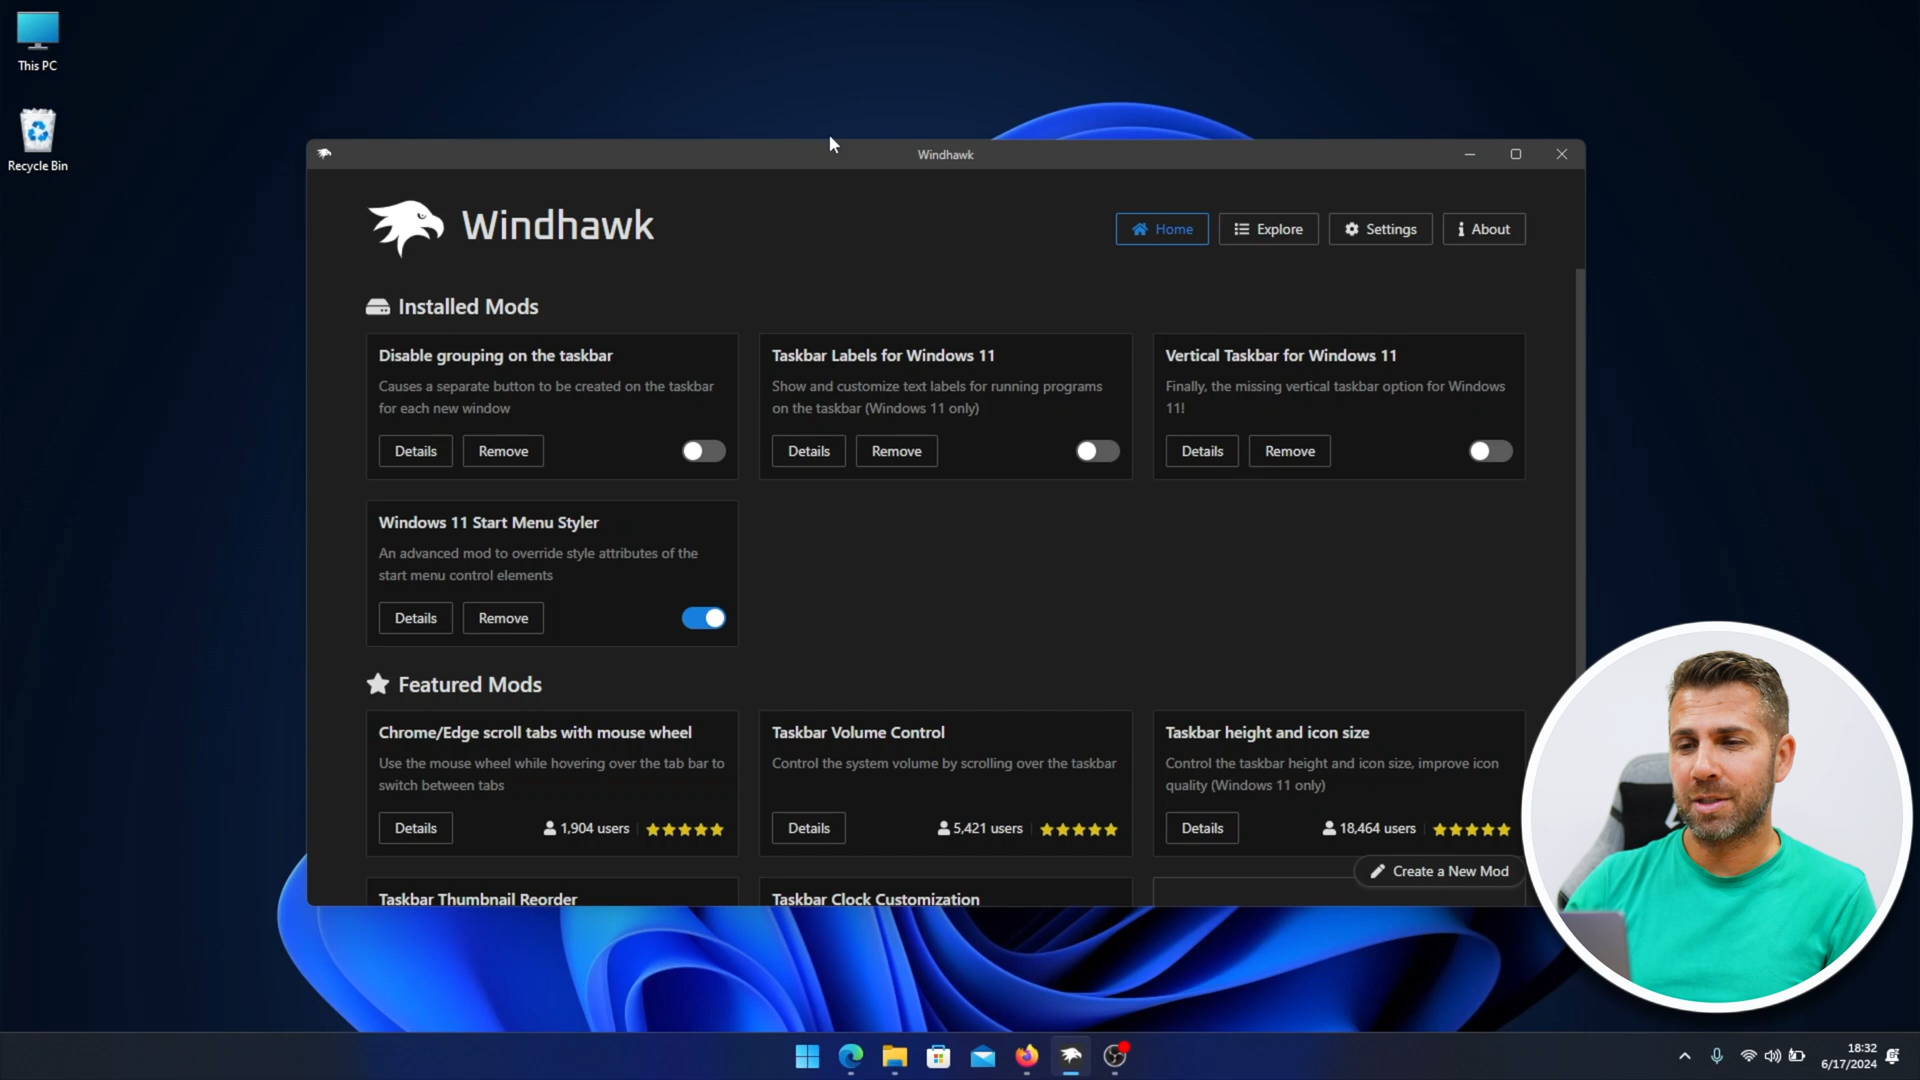 This PC
Recycle Bin
Windhawk
Windhawk
Home
Explore
Settings
About
Installed Mods
Disable grouping on the taskbar
Causes a separate button to be created on the taskbar
for each new window
Details
Remove
Taskbar Labels for Windows 11
Show and customize text labels for running programs
on the taskbar (Windows 11 only)
Details
Remove
Vertical Taskbar for Windows 11
Finally, the missing vertical taskbar option for Windows
11!
Details
Remove
Windows 11 Start Menu Styler
An advanced mod to override style attributes of the
start menu control elements
Details
Remove
Featured Mods
Chrome/Edge scroll tabs with mouse wheel
Use the mouse wheel while hovering over the tab bar to
switch between tabs
Details
1,904 users
Taskbar Volume Control
Control the system volume by scrolling over the taskbar
Details
5,421 users
Taskbar height and icon size
Control the taskbar height and icon size, improve icon
quality (Windows 11 only)
Details
18,464 users
Create a New Mod
Taskbar Thumbnail Reorder
Taskbar Clock Customization
18:32
6/17/2024